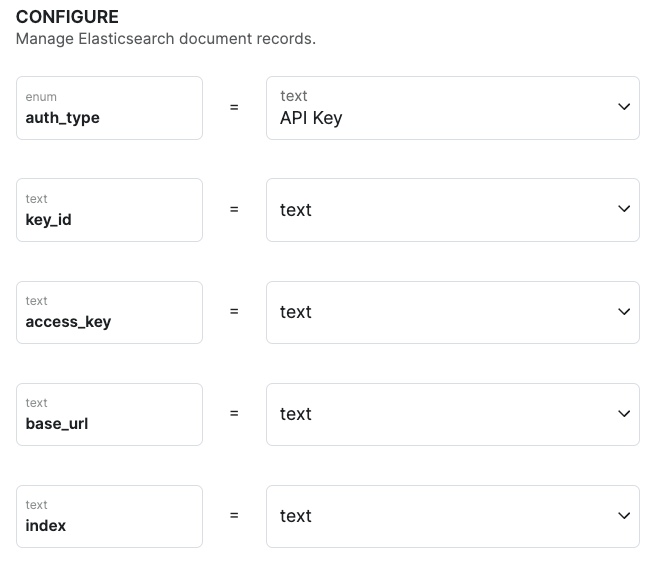 CONFIGURE
Manage Elasticsearch document records.
enum
auth_type
=
text
API Key
text
key_id
=
text
text
access_key
=
text
text
base_url
=
text
text
index
=
text